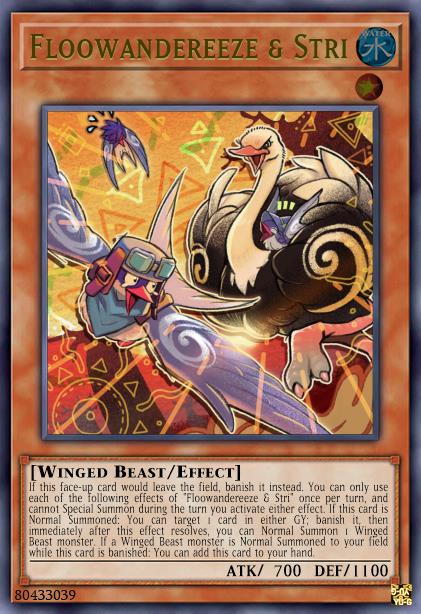 FLOOWANDEREEZE & STRI
WATER
水
[WINGED BEAST/EFFECT]
If this face-up card would leave the field, banish it instead. You can only use
each of the following effects of "Floowandereeze & Stri" once per turn, and
cannot Special Summon during the turn you activate either effect. If this card is
Normal Summoned: You can target 1 card in either GY; banish it, then
immediately after this effect resolves, you can Normal Summon 1 Winged
Beast monster. If a Winged Beast monster is Normal Summoned to your field
while this card is banished: You can add this card to your hand.
ATK/ 700 DEF/1100
80433039